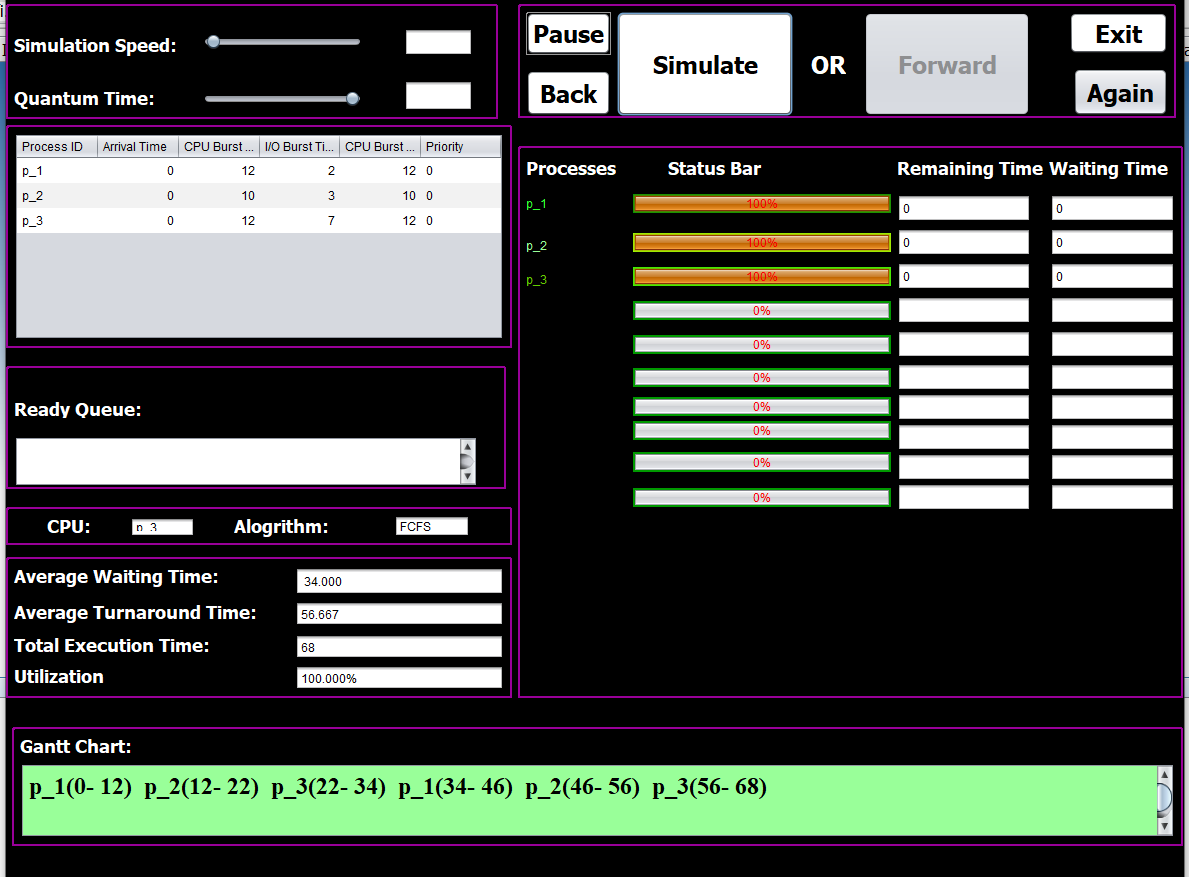 Simulation Speed:
Quantum Time:
Pause
Back
Simulate
OR
Forward
Exit
Again
Process ID Arrival Time CPU Burst ... I/O Burst Ti... CPU Burst ... Priority
p_1 0 12 2 12 0
p_2 0 10 3 10 0
p_3 0 12 7 12 0
Ready Queue:
CPU: p_3 Alogrithm: FCFS
Average Waiting Time: 34.000
Average Turnaround Time: 56.667
Total Execution Time: 68
Utilization 100.000%
Processes Status Bar Remaining Time Waiting Time
p_1 100% 0 0
p_2 100% 0 0
p_3 100% 0 0
0%
0%
0%
0%
0%
0%
0%
Gantt Chart:
p_1(0- 12) p_2(12- 22) p_3(22- 34) p_1(34- 46) p_2(46- 56) p_3(56- 68)